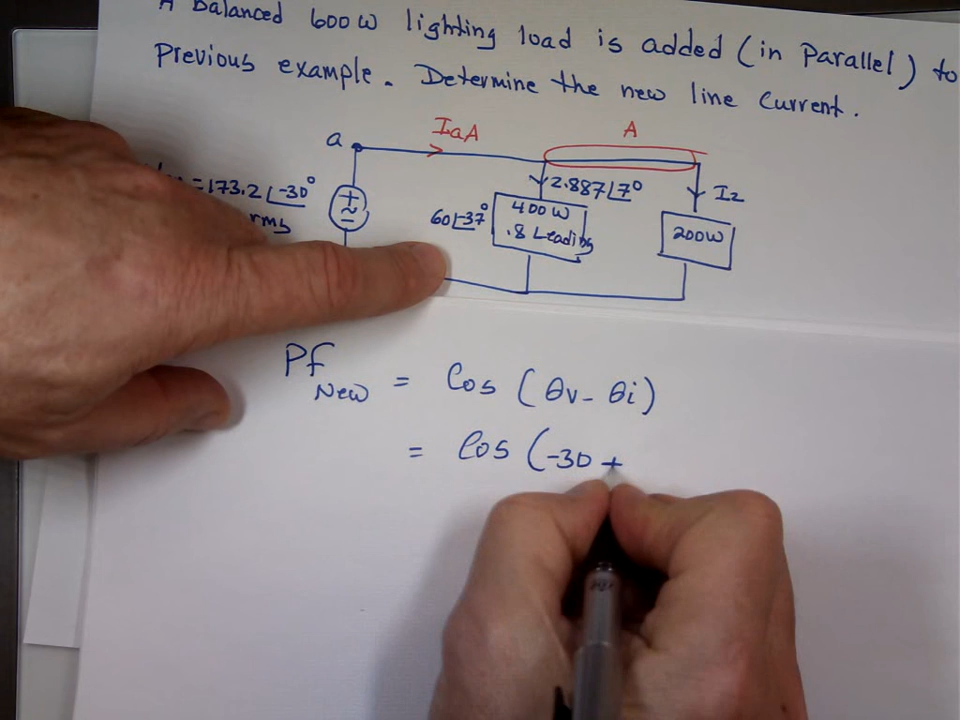 A balanced 600W lighting load is added (in Parallel) to
Previous example. Determine the new line Current.
a IaA A
=173.2∠-30° rms
2.887∠7° I2
60∠-37° 400W .8 Leading 200W
+
~
Pf New = Cos (θv - θi)
= Cos (-30 +